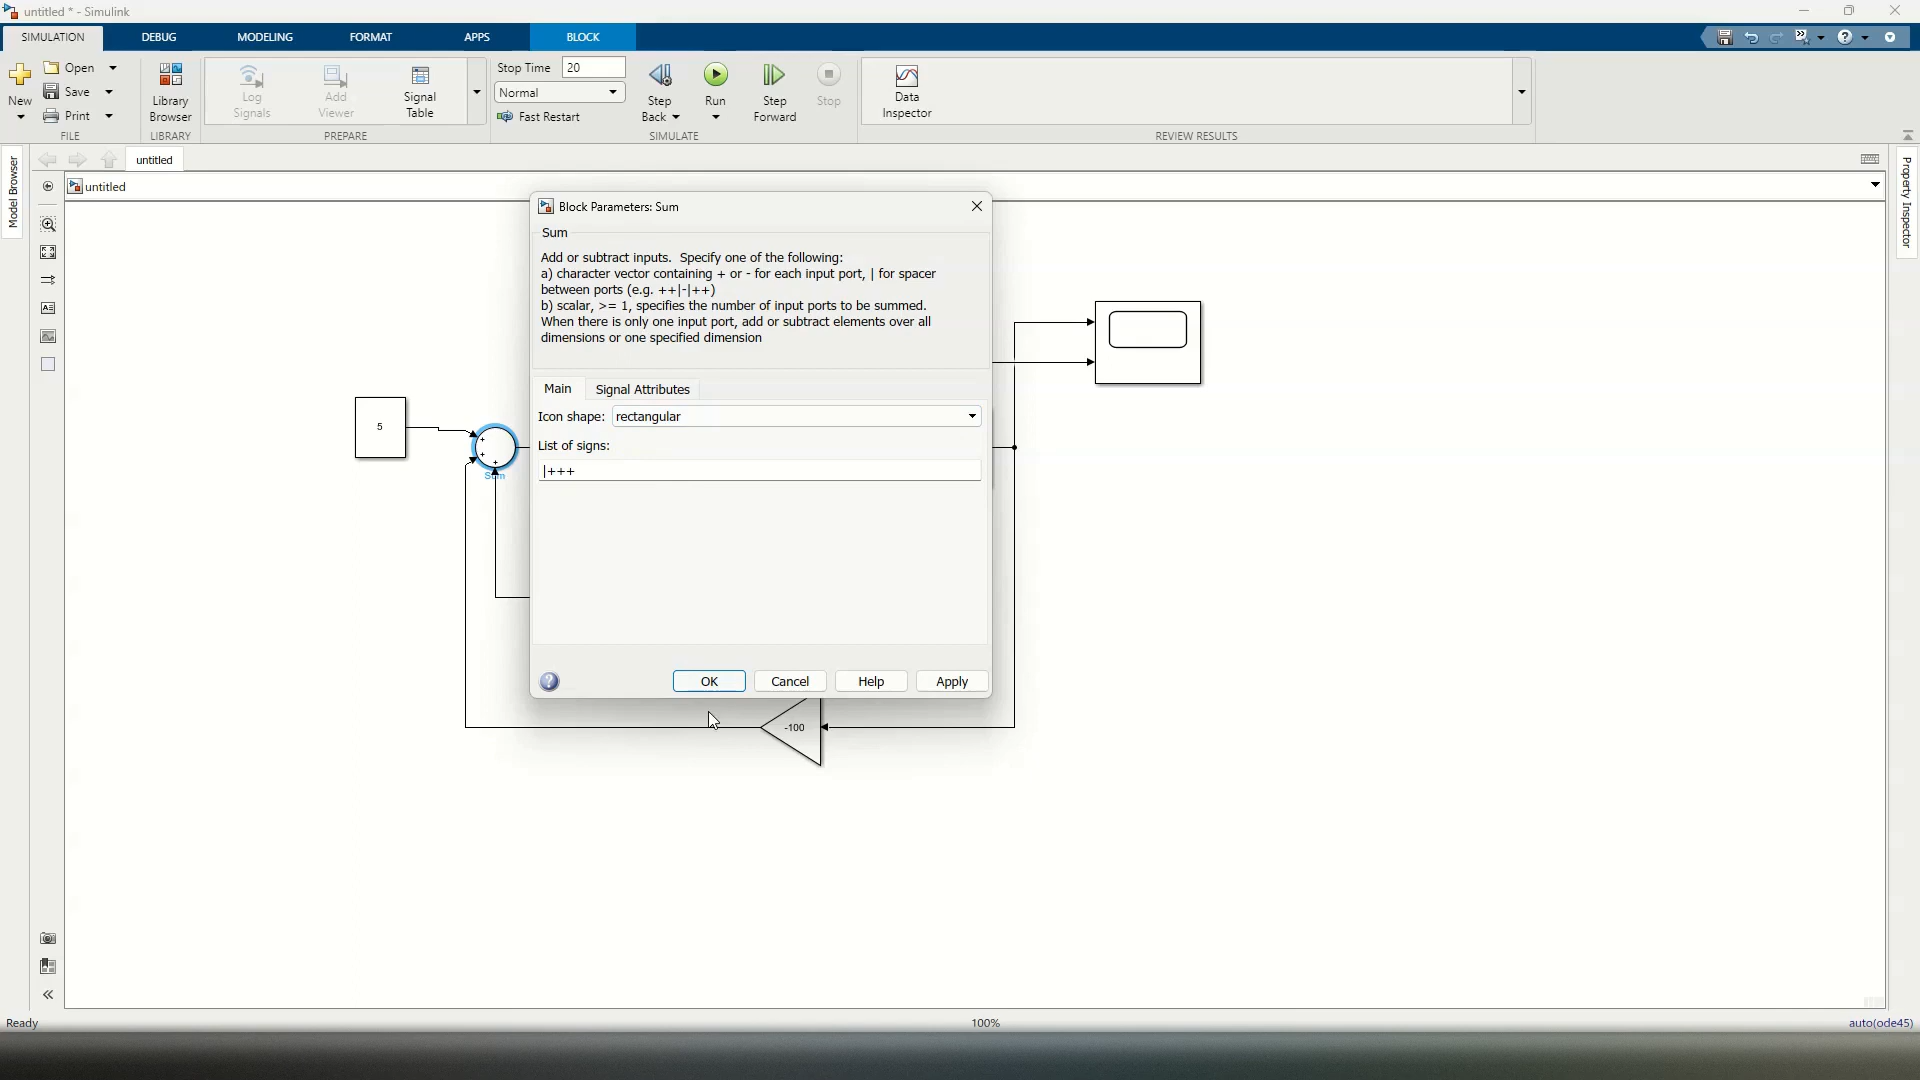 untitled * - Simulink
SIMULATION DEBUG MODELING FORMAT APPS BLOCK
New
Open
Save
Print
FILE
Library
Browser
LIBRARY
Log
Signals
Add
Viewer
Signal
Table
PREPARE
Stop Time 20
Normal
Fast Restart
Step
Back
Run
Step
Forward
Stop
SIMULATE
Data
Inspector
REVIEW RESULTS
Model Browser
untitled
untitled
Property Inspector
Block Parameters: Sum
Sum
Add or subtract inputs. Specify one of the following:
a) character vector containing + or - for each input port, | for spacer
between ports (e.g. ++|-|++)
b) scalar, >= 1, specifies the number of input ports to be summed.
When there is only one input port, add or subtract elements over all
dimensions or one specified dimension
Main Signal Attributes
Icon shape: rectangular
List of signs:
|+++
OK Cancel Help Apply
5
Sum
-100
Ready 100% auto(ode45)